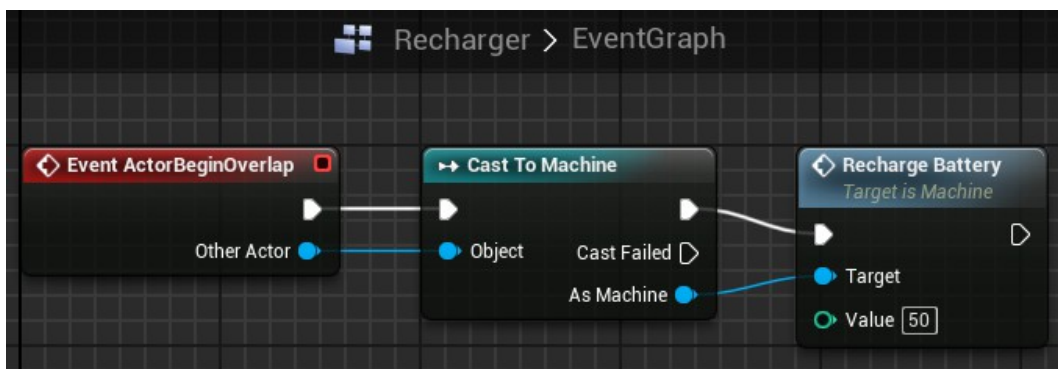 Recharger > EventGraph
Event ActorBeginOverlap
Other Actor
Cast To Machine
Object
Cast Failed
As Machine
Recharge Battery
Target is Machine
Target
Value 50